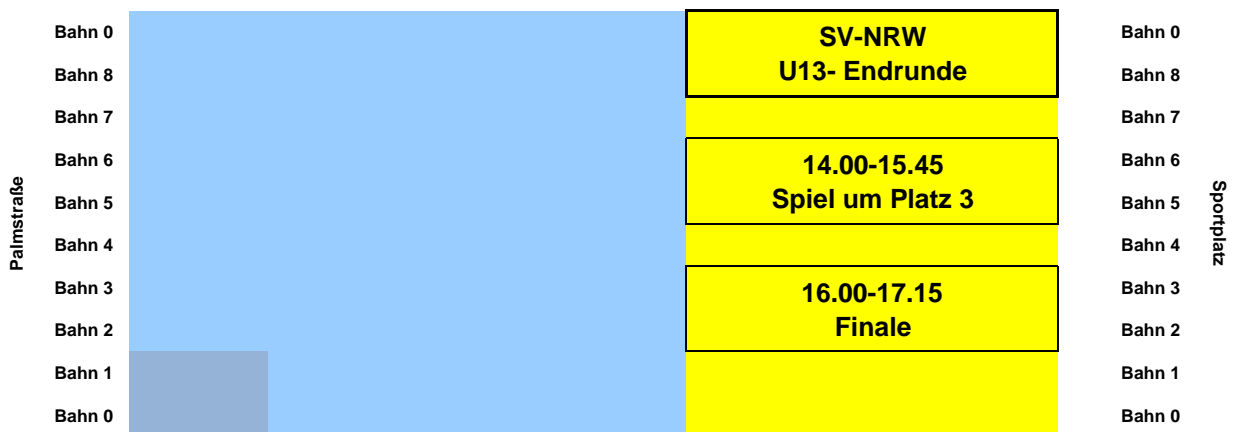 Palmstraße
Bahn 0
Bahn 8
Bahn 7
Bahn 6
Bahn 5
Bahn 4
Bahn 3
Bahn 2
Bahn 1
Bahn 0
SV-NRW
U13- Endrunde
14.00-15.45
Spiel um Platz 3
16.00-17.15
Finale
Bahn 0
Bahn 8
Bahn 7
Bahn 6
Bahn 5
Bahn 4
Bahn 3
Bahn 2
Bahn 1
Bahn 0
Sportplatz